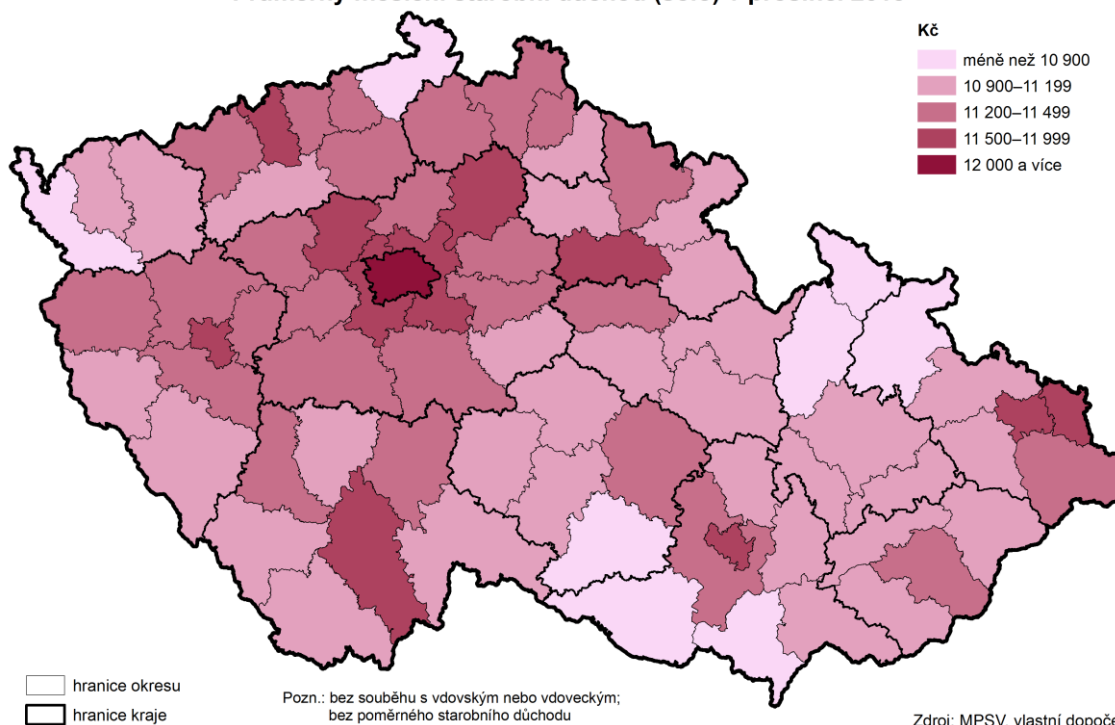 Kč
méně než 10 900
10 900–11 199
11 200–11 499
11 500–11 999
12 000 a více
hranice okresu
hranice kraje
Pozn.: bez souběhu s vdovským nebo vdoveckým;
bez poměrného starobního důchodu
Zdroj: MPSV, vlastní